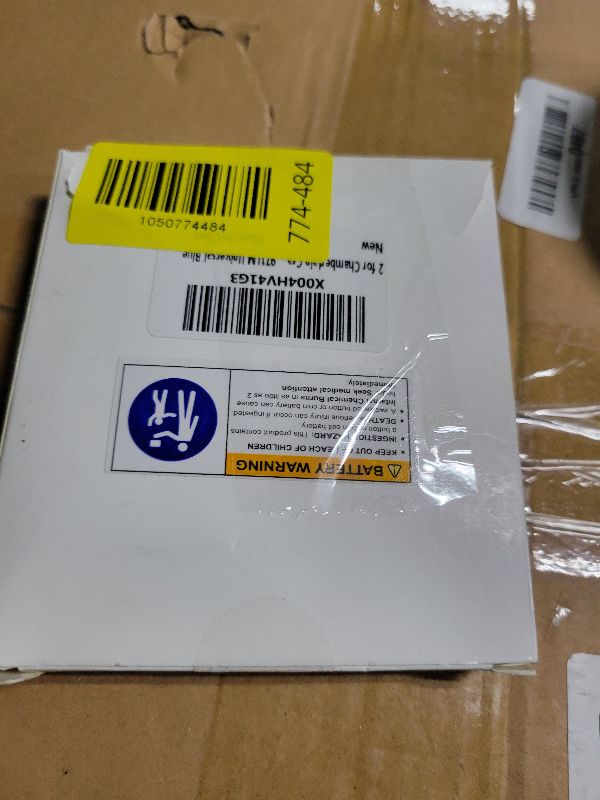 1050774484
774-484
X004HV41G3
2 for Chamberlain 971LM Universal Blue
New
BATTERY WARNING
• KEEP OUT OF REACH OF CHILDREN
• INGESTION HAZARD: This product contains
a button cell or coin cell battery.
• DEATH or serious injury can occur if ingested
• A swallowed button or coin battery can cause
Internal Chemical Burns in as little as 2
Seek medical attention
immediately.